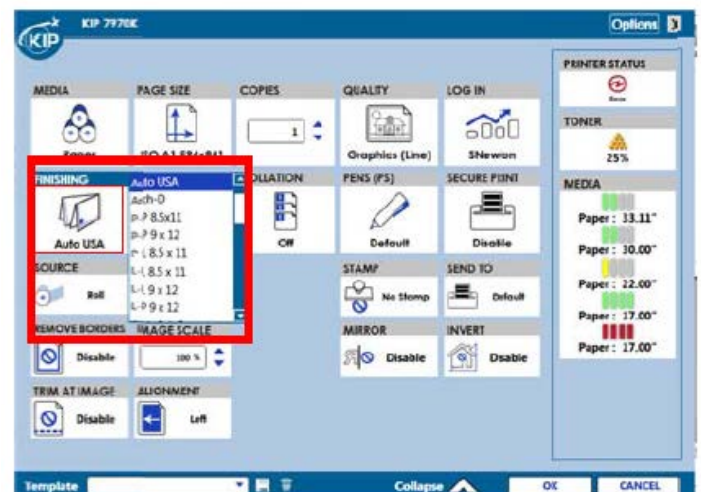 KIP 7970K
Options
KIP
PRINTER STATUS
MEDIA
PAGE SIZE
COPIES
QUALITY
LOG IN
Error
1
TONER
Paper
Graphics (Line)
SNewton
25%
FINISHING
Auto USA
COLLATION
PENS (PS)
SECURE PRINT
MEDIA
Arch-D
8.5x11
Paper: 33.11"
9 x 12
Auto USA
8.5 x 11
Off
Default
Disable
Paper: 30.00"
SOURCE
8.5 x 11
STAMP
SEND TO
Roll
9 x 12
No Stamp
Default
Paper: 22.00"
9 x 12
Paper: 17.00"
REMOVE BORDERS
IMAGE SCALE
MIRROR
INVERT
Disable
100 %
Disable
Disable
Paper: 17.00"
TRIM AT IMAGE
ALIGNMENT
Disable
Left
Template
Collapse
OK
CANCEL